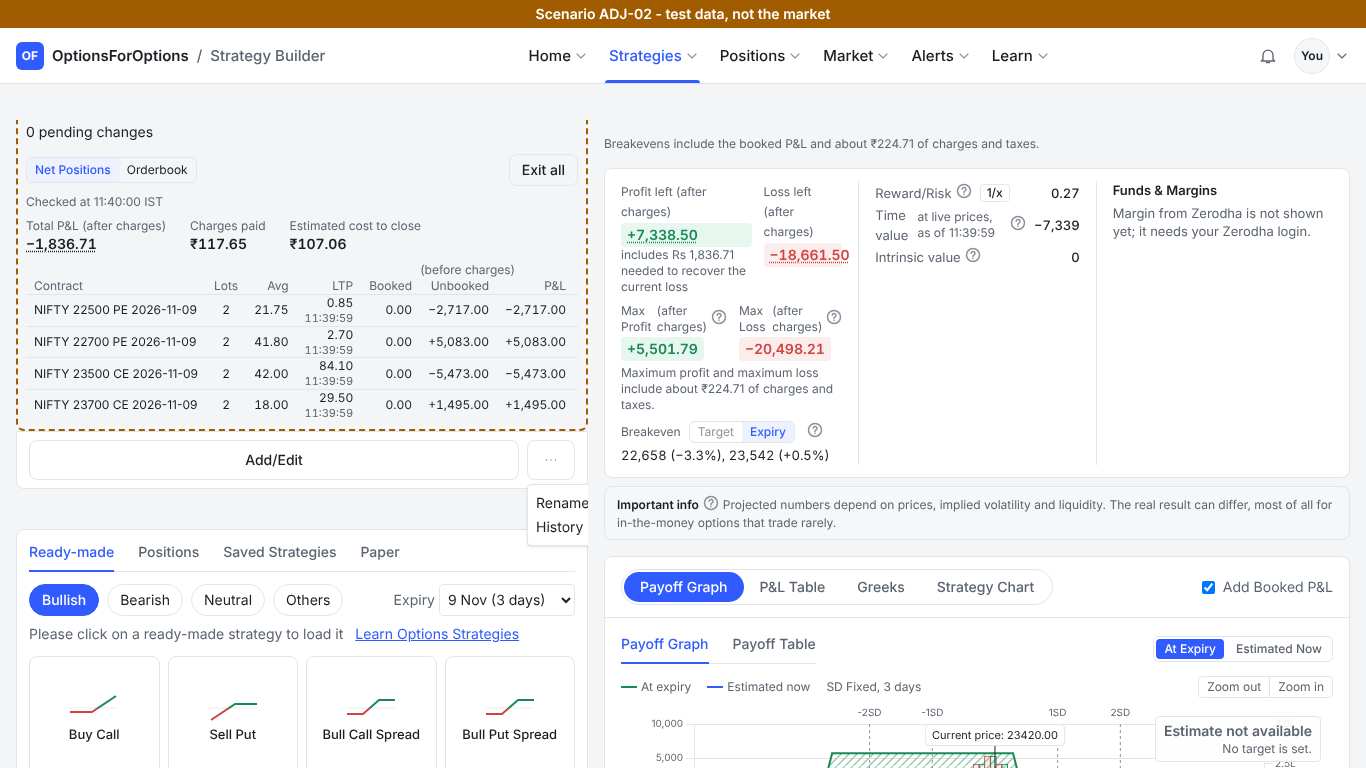 Scenario ADJ-02 - test data, not the market
OF OptionsForOptions / Strategy Builder Home Strategies Positions Market Alerts Learn You
0 pending changes
Net Positions Orderbook Exit all
Checked at 11:40:00 IST
Total P&L (after charges) Charges paid Estimated cost to close
−1,836.71 ₹117.65 ₹107.06
(before charges)
Contract Lots Avg LTP Booked Unbooked P&L
NIFTY 22500 PE 2026-11-09 2 21.75 0.85 0.00 −2,717.00 −2,717.00
11:39:59
NIFTY 22700 PE 2026-11-09 2 41.80 2.70 0.00 +5,083.00 +5,083.00
11:39:59
NIFTY 23500 CE 2026-11-09 2 42.00 84.10 0.00 −5,473.00 −5,473.00
11:39:59
NIFTY 23700 CE 2026-11-09 2 18.00 29.50 0.00 +1,495.00 +1,495.00
11:39:59
Add/Edit ...
Rename
History
Ready-made Positions Saved Strategies Paper
Bullish Bearish Neutral Others Expiry 9 Nov (3 days)
Please click on a ready-made strategy to load it Learn Options Strategies
Buy Call Sell Put Bull Call Spread Bull Put Spread
Breakevens include the booked P&L and about ₹224.71 of charges and taxes.
Profit left (after
charges)
+7,338.50
includes Rs 1,836.71
needed to recover the
current loss
Loss left
(after
charges)
−18,661.50
Max Profit (after charges) ?
+5,501.79
Max Loss (after charges) ?
−20,498.21
Maximum profit and maximum loss
include about ₹224.71 of charges and
taxes.
Breakeven Target Expiry ?
22,658 (−3.3%), 23,542 (+0.5%)
Reward/Risk ? 1/x 0.27
Time value at live prices, as of 11:39:59 ? −7,339
Intrinsic value ? 0
Funds & Margins
Margin from Zerodha is not shown
yet; it needs your Zerodha login.
Important info ? Projected numbers depend on prices, implied volatility and liquidity. The real result can differ, most of all for
in-the-money options that trade rarely.
Payoff Graph P&L Table Greeks Strategy Chart Add Booked P&L
Payoff Graph Payoff Table At Expiry Estimated Now
At expiry Estimated now SD Fixed, 3 days Zoom out Zoom in
-2SD -1SD 1SD 2SD
10,000
Current price: 23420.00
Estimate not available
No target is set.
5,000